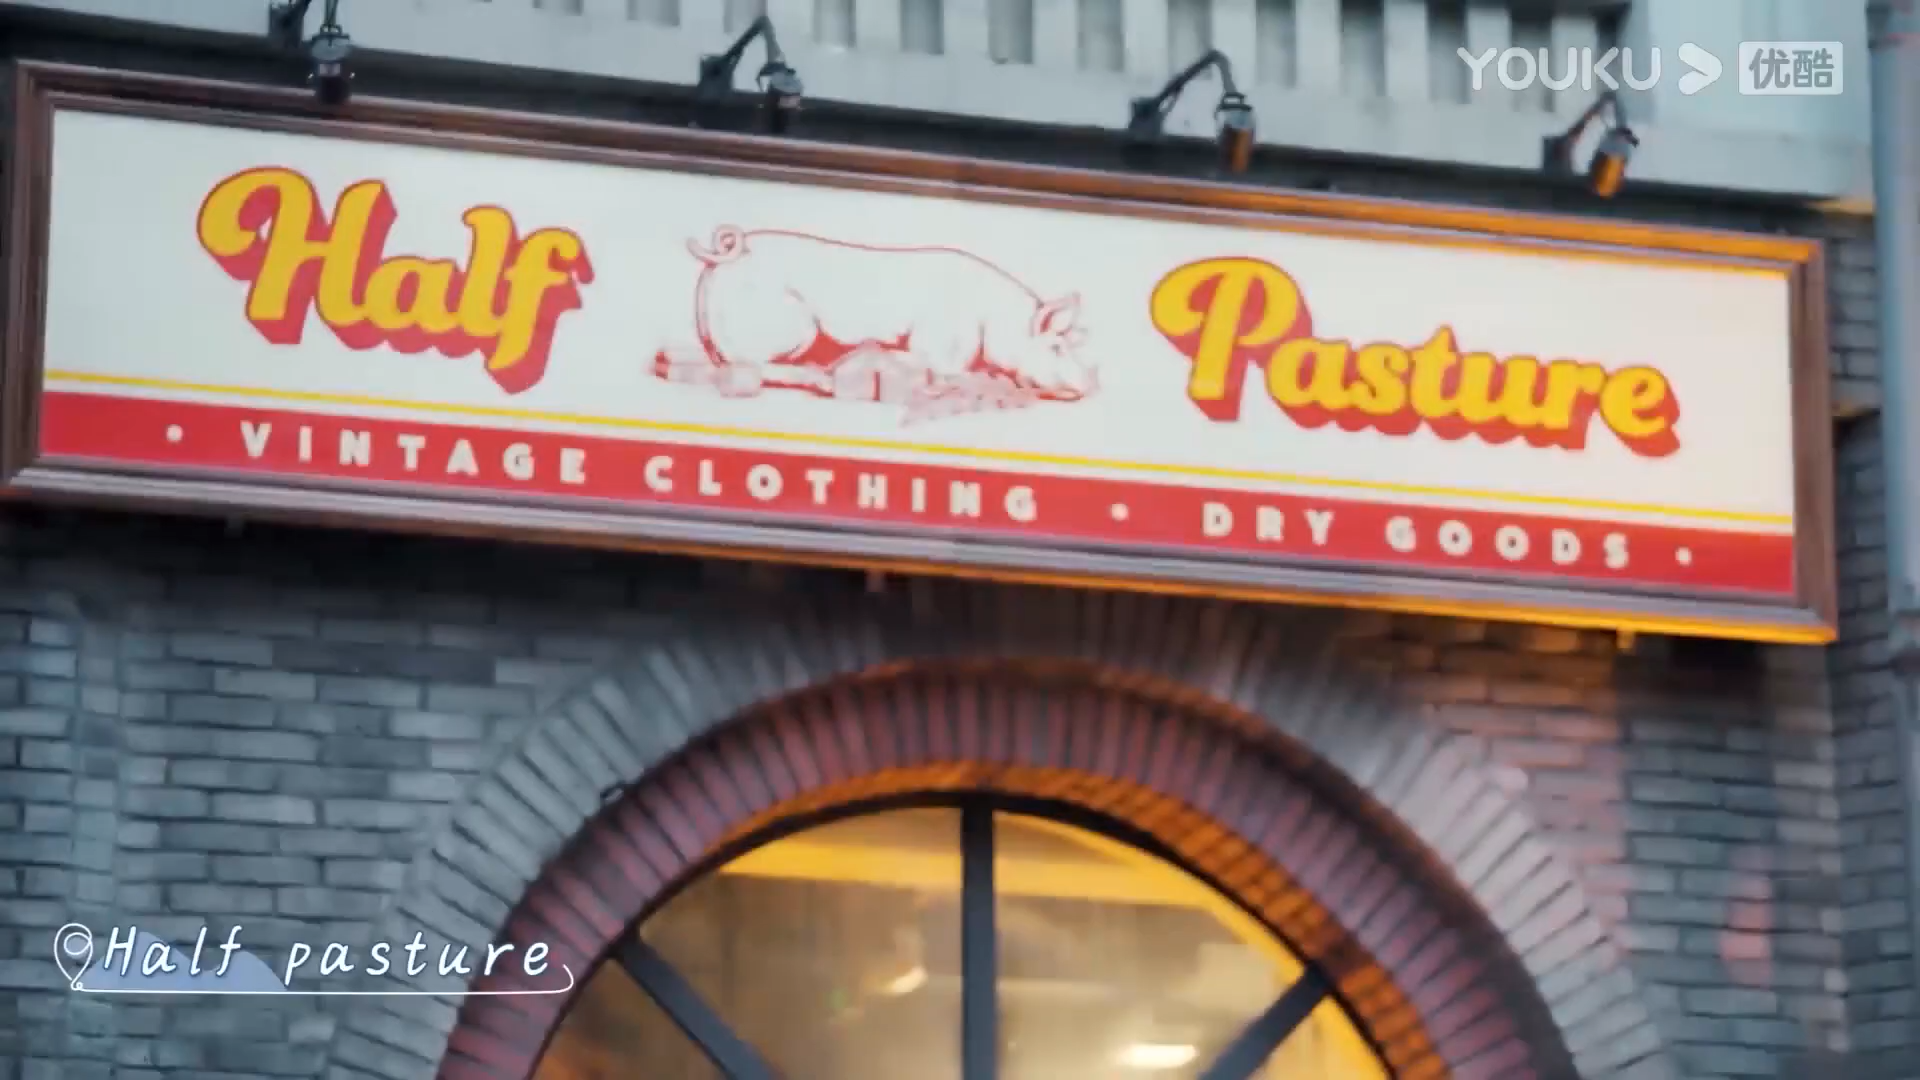 YOUKU 优酷
Half Pasture
• VINTAGE CLOTHING • DRY GOODS •
Half pasture